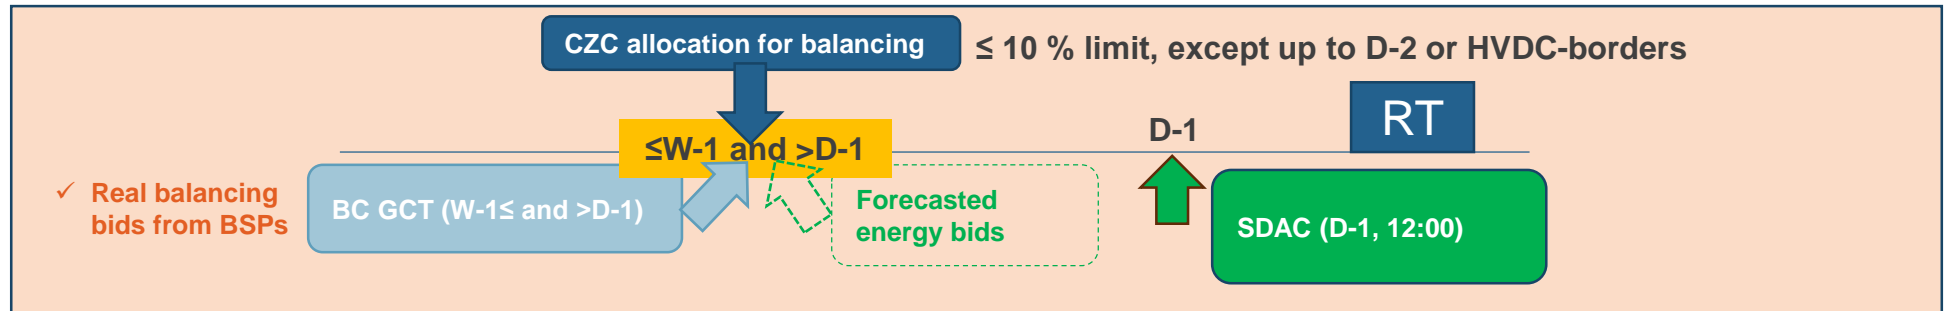 CZC allocation for balancing
≤ 10 % limit, except up to D-2 or HVDC-borders
≤W-1 and >D-1
D-1
RT
✓ Real balancing
bids from BSPs
BC GCT (W-1≤ and >D-1)
Forecasted
energy bids
SDAC (D-1, 12:00)